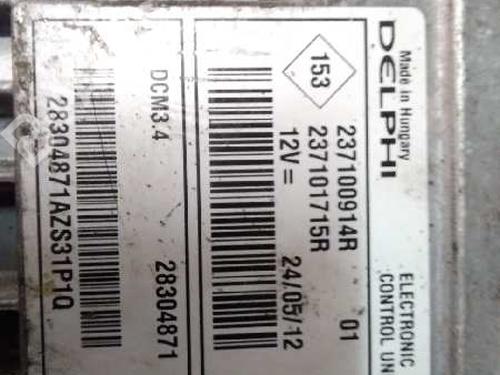 DELPHI
Made in Hungary
ELECTRONIC
CONTROL UN
153
237100914R
237101715R
01
12V=
24/05/12
DCM3.4
28304871
28304871AZS31P1Q